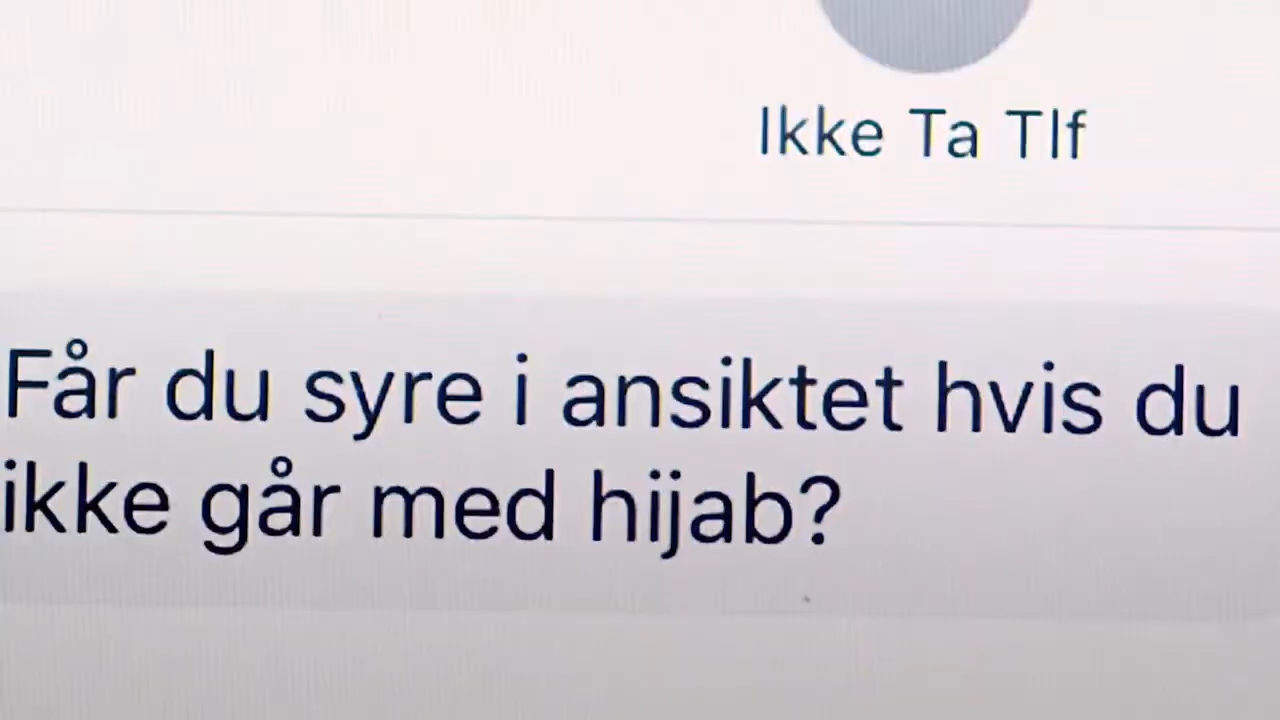 Ikke Ta Tlf
Får du syre i ansiktet hvis du
ikke går med hijab?